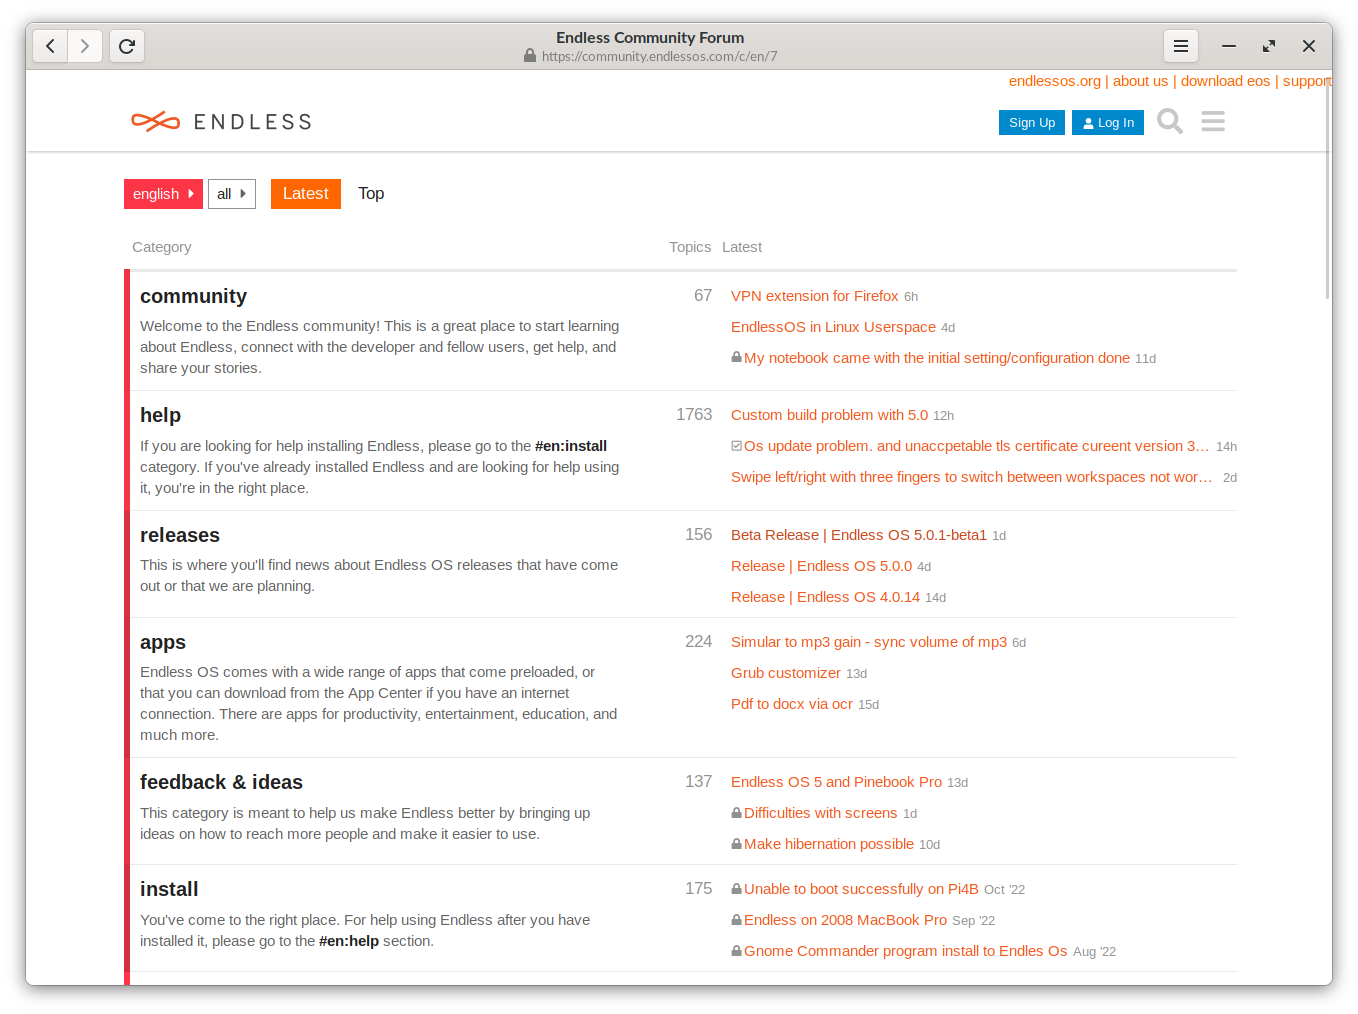 Endless Community Forum
https://community.endlessos.com/c/en/7
endlessos.org | about us | download eos | support
ENDLESS
Sign Up
Log In
english
all
Latest
Top
Category Topics Latest
community 67
Welcome to the Endless community! This is a great place to start learning
about Endless, connect with the developer and fellow users, get help, and
share your stories.
VPN extension for Firefox 6h
EndlessOS in Linux Userspace 4d
My notebook came with the initial setting/configuration done 11d
help 1763
If you are looking for help installing Endless, please go to the #en:install
category. If you've already installed Endless and are looking for help using
it, you're in the right place.
Custom build problem with 5.0 12h
Os update problem. and unaccpetable tls certificate cureent version 3… 14h
Swipe left/right with three fingers to switch between workspaces not wor… 2d
releases 156
This is where you'll find news about Endless OS releases that have come
out or that we are planning.
Beta Release | Endless OS 5.0.1-beta1 1d
Release | Endless OS 5.0.0 4d
Release | Endless OS 4.0.14 14d
apps 224
Endless OS comes with a wide range of apps that come preloaded, or
that you can download from the App Center if you have an internet
connection. There are apps for productivity, entertainment, education, and
much more.
Simular to mp3 gain - sync volume of mp3 6d
Grub customizer 13d
Pdf to docx via ocr 15d
feedback & ideas 137
This category is meant to help us make Endless better by bringing up
ideas on how to reach more people and make it easier to use.
Endless OS 5 and Pinebook Pro 13d
Difficulties with screens 1d
Make hibernation possible 10d
install 175
You've come to the right place. For help using Endless after you have
installed it, please go to the #en:help section.
Unable to boot successfully on Pi4B Oct '22
Endless on 2008 MacBook Pro Sep '22
Gnome Commander program install to Endles Os Aug '22